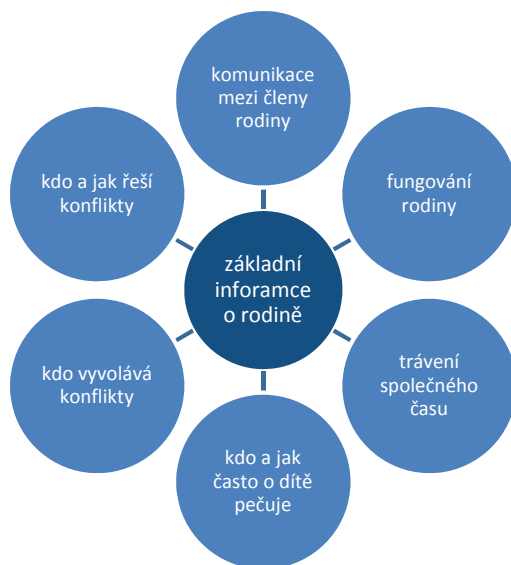 komunikace
mezi členy
rodiny
fungování
rodiny
trávení
společného
času
kdo a jak
často o dítě
pečuje
kdo vyvolává
konflikty
kdo a jak řeší
konflikty
základní
inforamce
o rodině